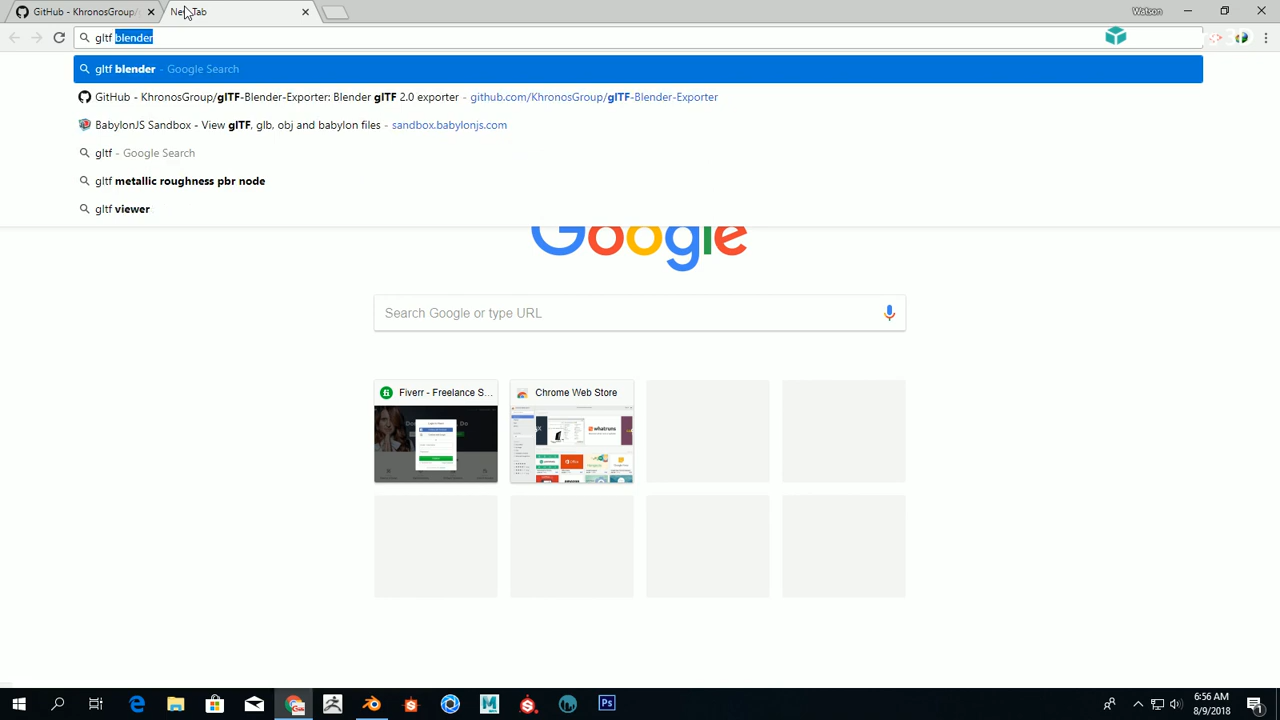 GitHub - KhronosGroup/
New Tab
Watson
gltf blender
gltf blender - Google Search
GitHub - KhronosGroup/glTF-Blender-Exporter: Blender glTF 2.0 exporter - github.com/KhronosGroup/glTF-Blender-Exporter
BabylonJS Sandbox - View glTF, glb, obj and babylon files - sandbox.babylonjs.com
gltf - Google Search
gltf metallic roughness pbr node
gltf viewer
Google
Search Google or type URL
Fiverr - Freelance S...
Chrome Web Store
whatruns
Ps
6:56 AM
8/9/2018